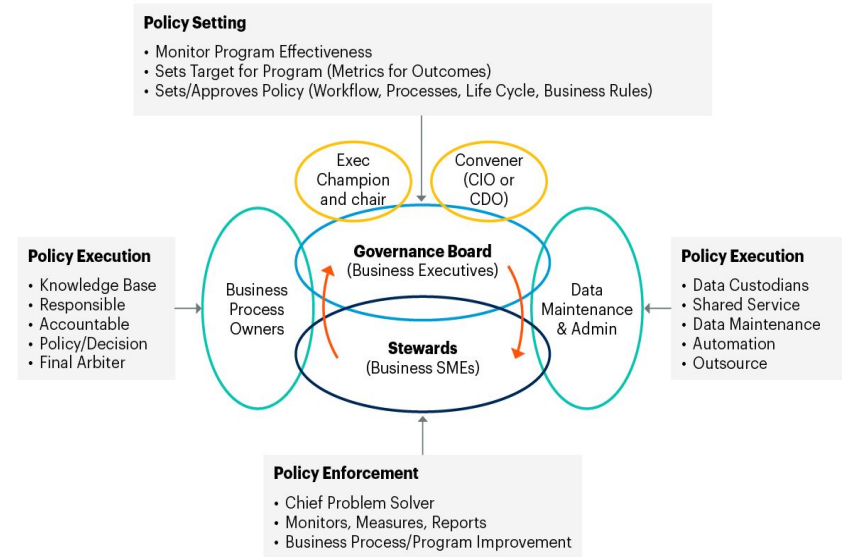 Policy Setting
• Monitor Program Effectiveness
• Sets Target for Program (Metrics for Outcomes)
• Sets/Approves Policy (Workflow, Processes, Life Cycle, Business Rules)
Exec
Champion
and chair
Convener
(CIO or
CDO)
Governance Board
(Business Executives)
Policy Execution
• Knowledge Base
• Responsible
• Accountable
• Policy/Decision
• Final Arbiter
Business
Process
Owners
Data
Maintenance
& Admin
Policy Execution
• Data Custodians
• Shared Service
• Data Maintenance
• Automation
• Outsource
Stewards
(Business SMEs)
Policy Enforcement
• Chief Problem Solver
• Monitors, Measures, Reports
• Business Process/Program Improvement